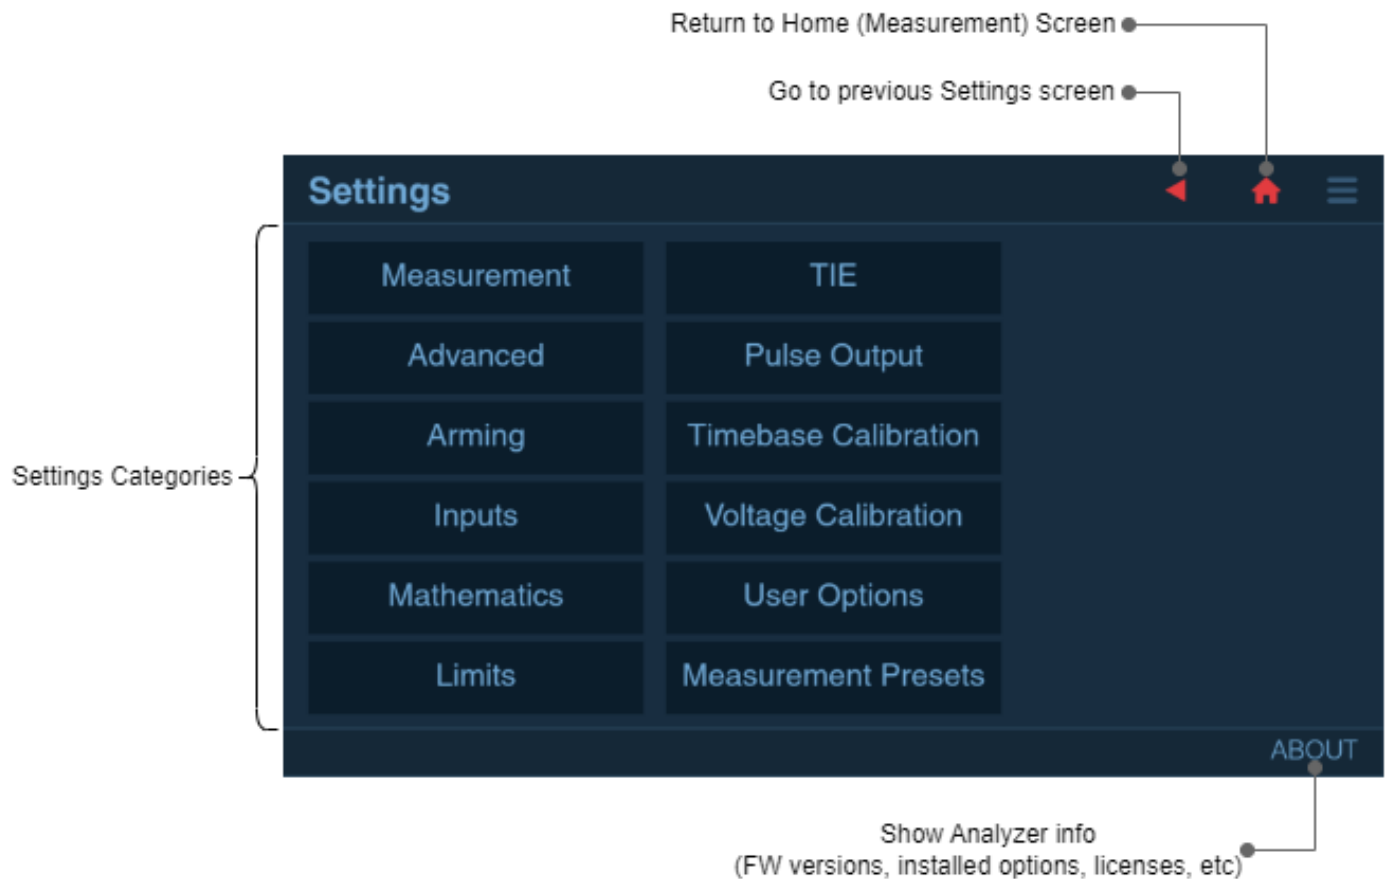 Return to Home (Measurement) Screen
Go to previous Settings screen
Settings
Measurement
TIE
Advanced
Pulse Output
Arming
Timebase Calibration
Settings Categories
Inputs
Voltage Calibration
Mathematics
User Options
Limits
Measurement Presets
ABOUT
Show Analyzer info
(FW versions, installed options, licenses, etc)